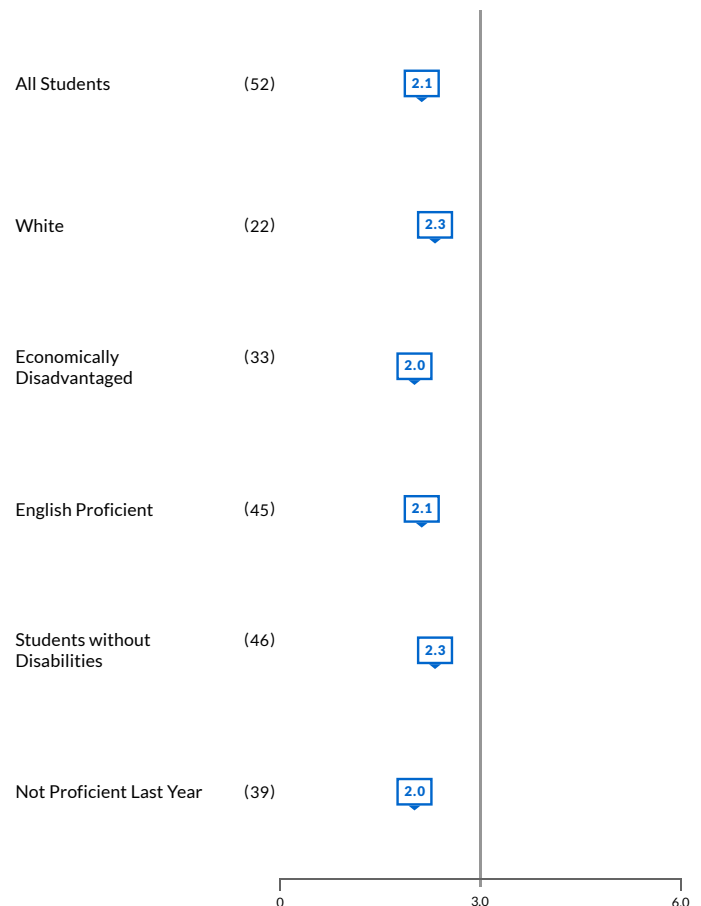 All Students (52) 2.1
White (22) 2.3
Economically
Disadvantaged (33) 2.0
English Proficient (45) 2.1
Students without
Disabilities (46) 2.3
Not Proficient Last Year (39) 2.0
0 3.0 6.0